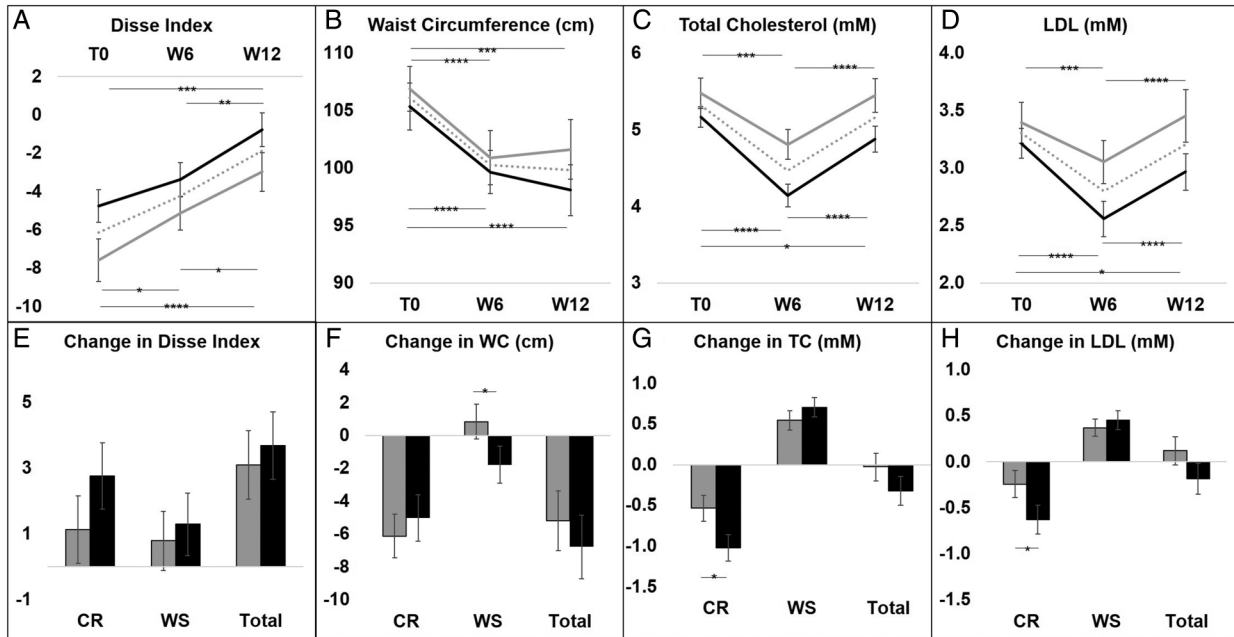 A
Disse Index
T0 W6 W12
2
***
0
**
-2
-4
-6
-8
*
*
-10
****
B
Waist Circumference (cm)
110
***
****
105
100
95
****
****
90
T0 W6 W12
C
Total Cholesterol (mM)
6
*** ****
5
4
****
****
*
3
T0 W6 W12
D
LDL (mM)
4.0
*** ****
3.5
3.0
2.5
****
****
*
2.0
T0 W6 W12
E
Change in Disse Index
5
3
1
-1
CR WS Total
F
Change in WC (cm)
4
2
*
0
-2
-4
-6
-8
-10
CR WS Total
G
Change in TC (mM)
1.0
0.5
0.0
-0.5
-1.0
*
-1.5
CR WS Total
H
Change in LDL (mM)
1.0
0.5
0.0
-0.5
*
-1.0
-1.5
CR WS Total